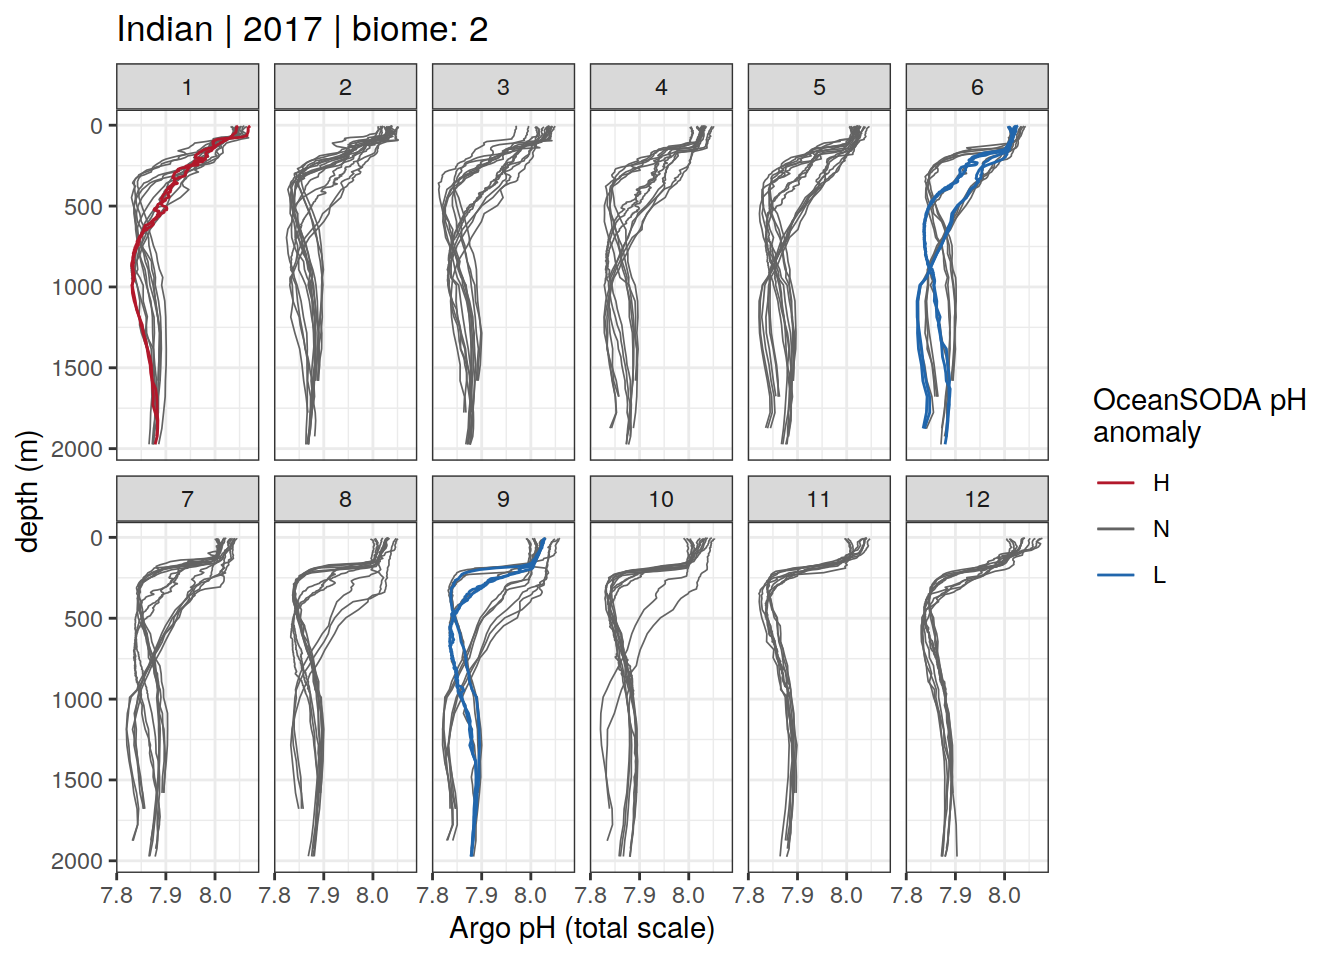 Indian | 2017 | biome: 2
1 2 3 4 5 6
0
500
1000
1500
2000
7 8 9 10 11 12
0
500
1000
1500
2000
7.8 7.9 8.0 7.8 7.9 8.0 7.8 7.9 8.0 7.8 7.9 8.0 7.8 7.9 8.0 7.8 7.9 8.0
depth (m)
Argo pH (total scale)
OceanSODA pH
anomaly
H
N
L